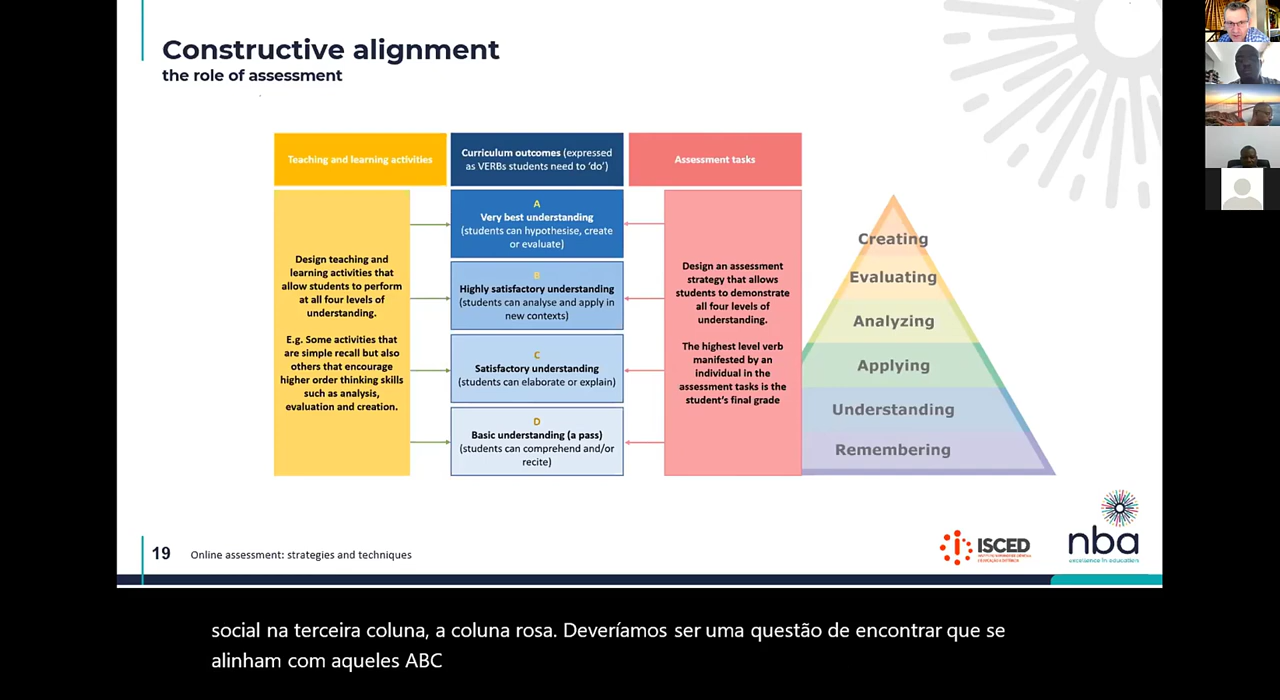 Constructive alignment
the role of assessment
Teaching and learning activities
Curriculum outcomes (expressed
as VERBs students need to ‘do’)
Assessment tasks
Design teaching and
learning activities that
allow students to perform
at all four levels of
understanding.
E.g. Some activities that
are simple recall but also
others that encourage
higher order thinking skills
such as analysis,
evaluation and creation.
A
Very best understanding
(students can hypothesise, create
or evaluate)
B
Highly satisfactory understanding
(students can analyse and apply in
new contexts)
C
Satisfactory understanding
(students can elaborate or explain)
D
Basic understanding (a pass)
(students can comprehend and/or
recite)
Design an assessment
strategy that allows
students to demonstrate
all four levels of
understanding.
The highest level verb
manifested by an
individual in the
assessment tasks is the
student’s final grade
Creating
Evaluating
Analyzing
Applying
Understanding
Remembering
19 Online assessment: strategies and techniques
ISCED
nba
excellence in education
social na terceira coluna, a coluna rosa. Deveríamos ser uma questão de encontrar que se
alinham com aqueles ABC